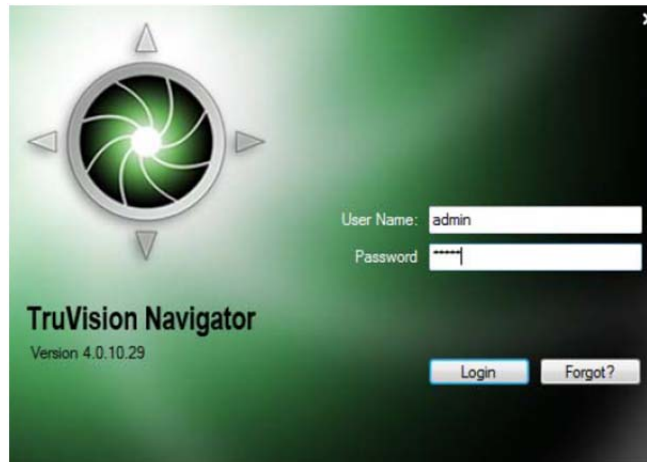 User Name: admin
Password *****
TruVision Navigator
Version 4.0.10.29
Login Forgot?